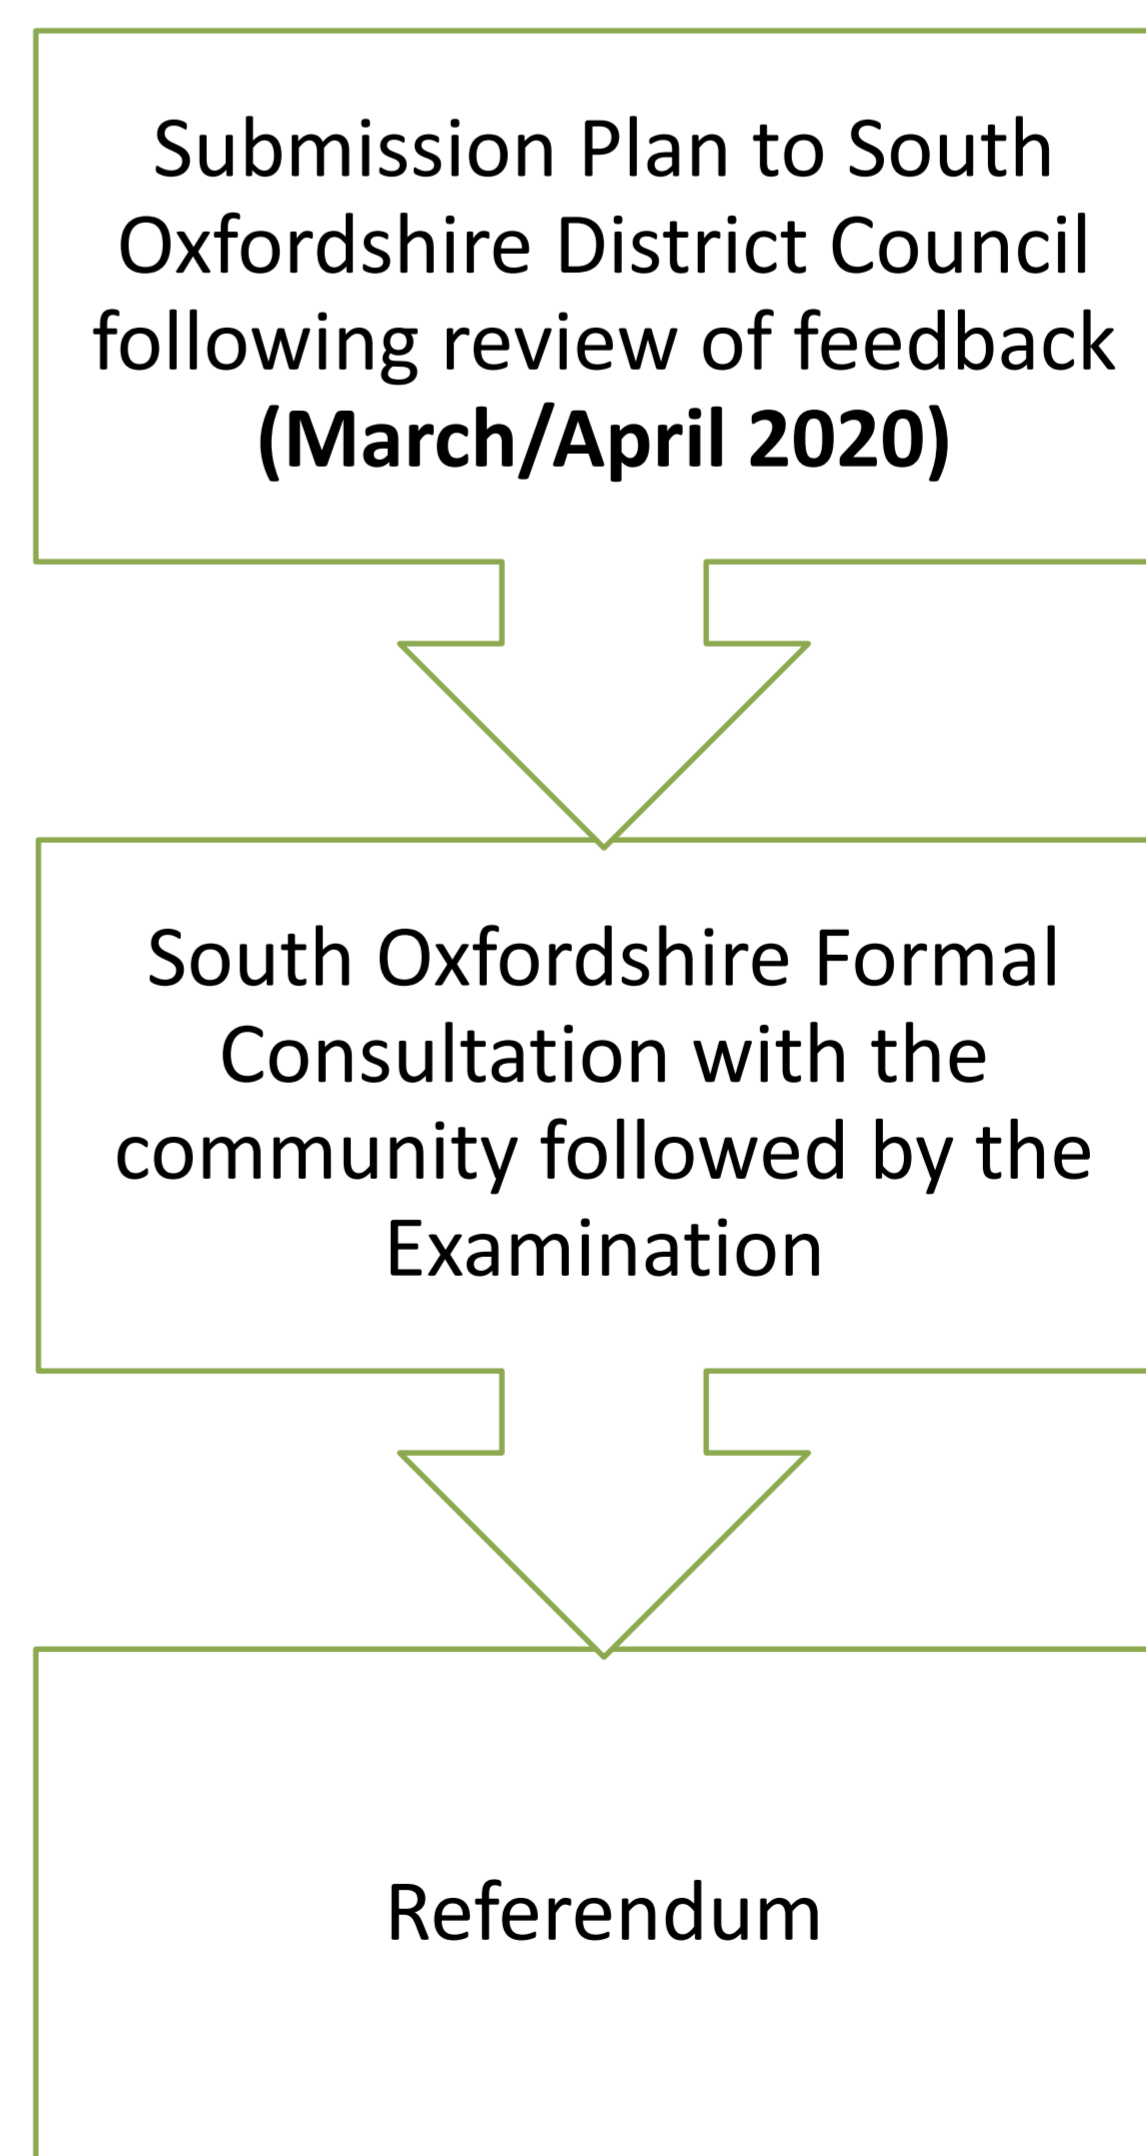 Submission Plan to South
Oxfordshire District Council
following review of feedback
(March/April 2020)
South Oxfordshire Formal
Consultation with the
community followed by the
Examination
Referendum